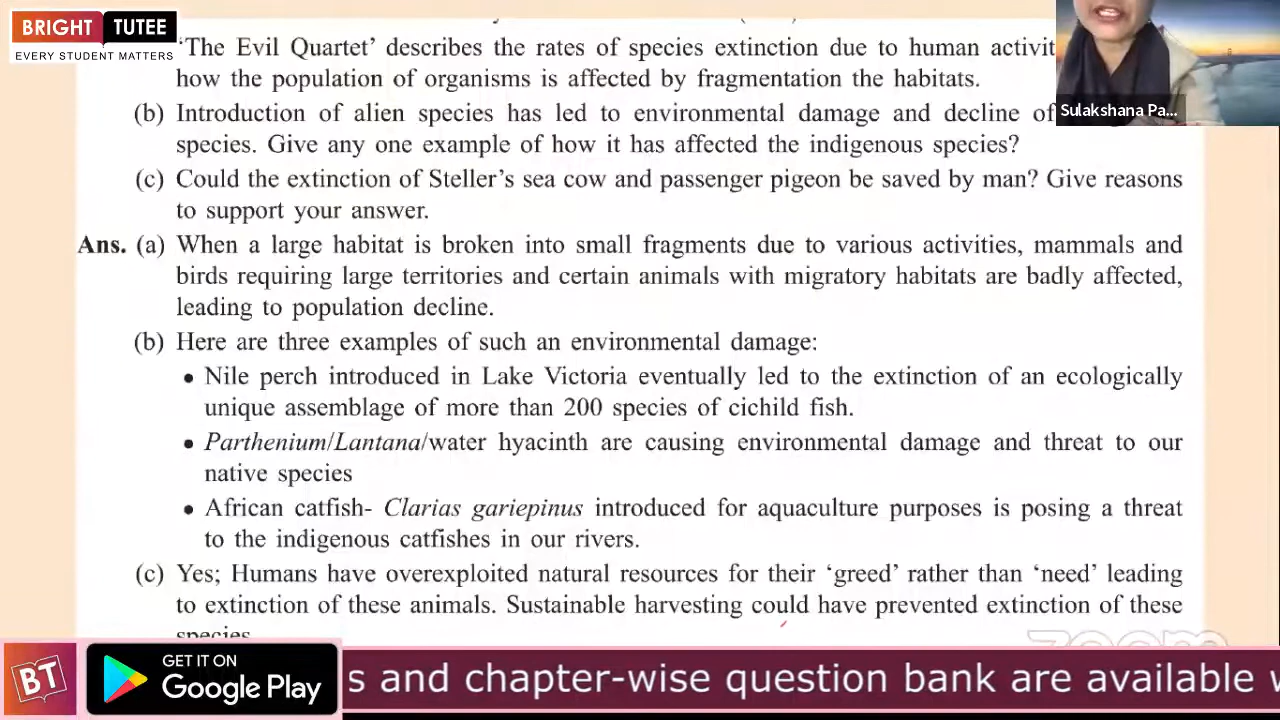 BRIGHT TUTEE
EVERY STUDENT MATTERS
'The Evil Quartet' describes the rates of species extinction due to human activit
how the population of organisms is affected by fragmentation the habitats.
(b) Introduction of alien species has led to environmental damage and decline of
species. Give any one example of how it has affected the indigenous species?
(c) Could the extinction of Steller's sea cow and passenger pigeon be saved by man? Give reasons
to support your answer.
Ans. (a) When a large habitat is broken into small fragments due to various activities, mammals and
birds requiring large territories and certain animals with migratory habitats are badly affected,
leading to population decline.
(b) Here are three examples of such an environmental damage:
• Nile perch introduced in Lake Victoria eventually led to the extinction of an ecologically
unique assemblage of more than 200 species of cichild fish.
• Parthenium/Lantana/water hyacinth are causing environmental damage and threat to our
native species
• African catfish- Clarias gariepinus introduced for aquaculture purposes is posing a threat
to the indigenous catfishes in our rivers.
(c) Yes; Humans have overexploited natural resources for their 'greed' rather than 'need' leading
to extinction of these animals. Sustainable harvesting could have prevented extinction of these
species
Sulakshana Pa...
zoom
BT
GET IT ON
Google Play
s and chapter-wise question bank are available w